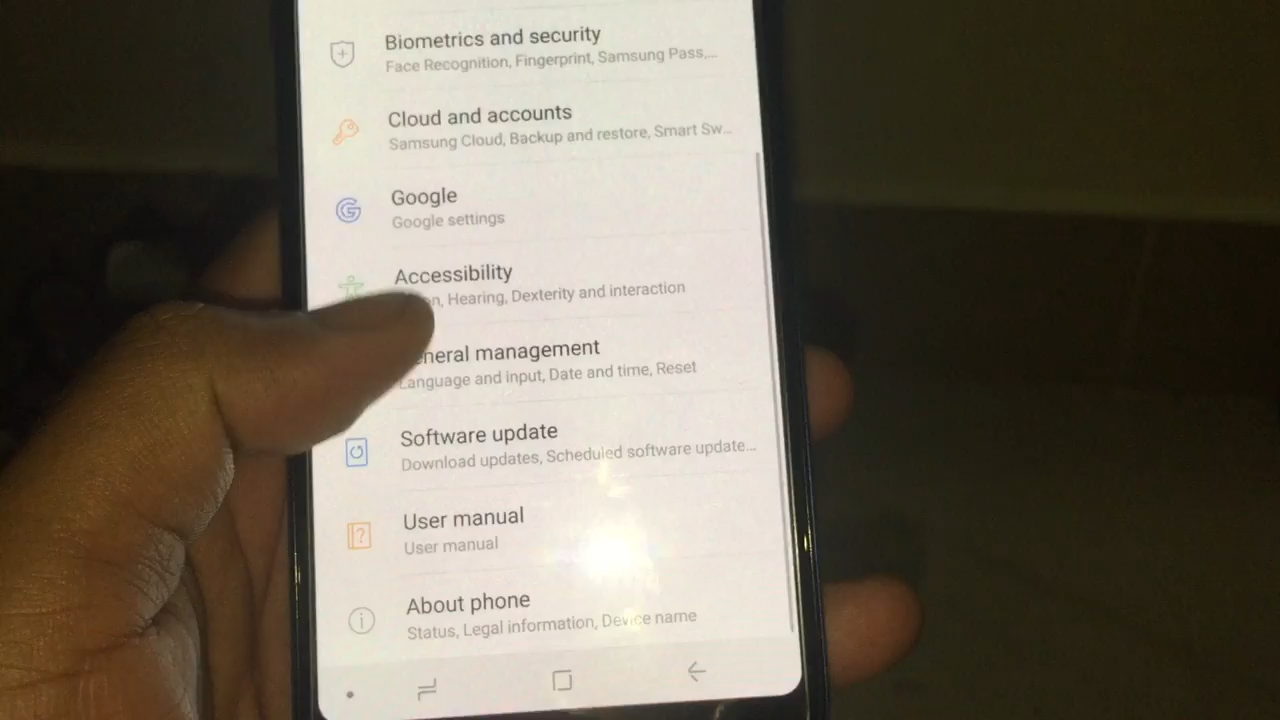 Biometrics and security
Face Recognition, Fingerprint, Samsung Pass,...
Cloud and accounts
Samsung Cloud, Backup and restore, Smart Sw...
Google
Google settings
Accessibility
Hearing, Dexterity and interaction
management
Language and input, Date and time, Reset
Software update
Download updates, Scheduled software update...
User manual
User manual
About phone
Status, Legal information, Device name